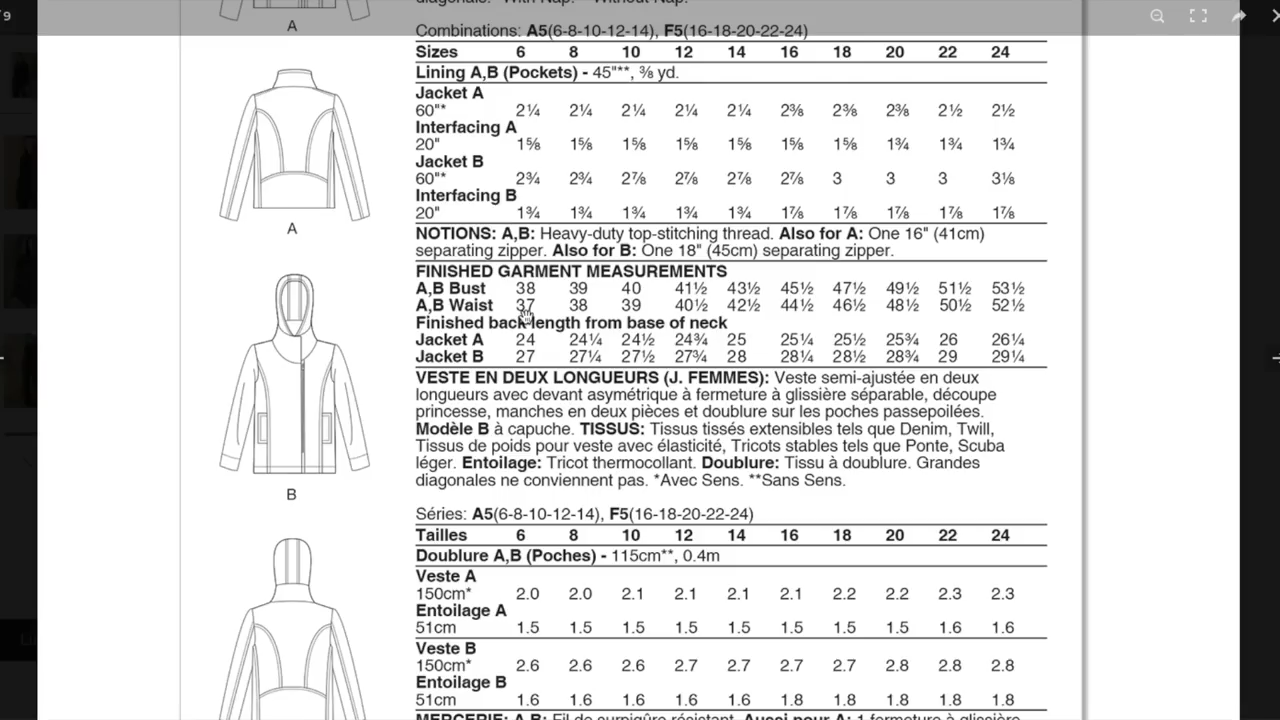 9
diagonals. *With Nap. **Without Nap.
A
Combinations: A5(6-8-10-12-14), F5(16-18-20-22-24)
Sizes 6 8 10 12 14 16 18 20 22 24
Lining A,B (Pockets) - 45"**, ⅜ yd.
Jacket A
60"* 2¼ 2¼ 2¼ 2¼ 2¼ 2⅜ 2⅜ 2⅜ 2½ 2½
Interfacing A
20" 1⅝ 1⅝ 1⅝ 1⅝ 1⅝ 1⅝ 1⅝ 1¾ 1¾ 1¾
Jacket B
60"* 2¾ 2¾ 2⅞ 2⅞ 2⅞ 2⅞ 3 3 3 3⅛
Interfacing B
20" 1¾ 1¾ 1¾ 1¾ 1¾ 1⅞ 1⅞ 1⅞ 1⅞ 1⅞
A
NOTIONS: A,B: Heavy-duty top-stitching thread. Also for A: One 16" (41cm)
separating zipper. Also for B: One 18" (45cm) separating zipper.
FINISHED GARMENT MEASUREMENTS
A,B Bust 38 39 40 41½ 43½ 45½ 47½ 49½ 51½ 53½
A,B Waist 37 38 39 40½ 42½ 44½ 46½ 48½ 50½ 52½
Finished back length from base of neck
Jacket A 24 24¼ 24½ 24¾ 25 25¼ 25½ 25¾ 26 26¼
Jacket B 27 27¼ 27½ 27¾ 28 28¼ 28½ 28¾ 29 29¼
VESTE EN DEUX LONGUEURS (J. FEMMES): Veste semi-ajustée en deux
longueurs avec devant asymétrique à fermeture à glissière séparable, découpe
princesse, manches en deux pièces et doublure sur les poches passepoilées.
Modèle B à capuche. TISSUS: Tissus tissés extensibles tels que Denim, Twill,
Tissus de poids pour veste avec élasticité, Tricots stables tels que Ponte, Scuba
léger. Entoilage: Tricot thermocollant. Doublure: Tissu à doublure. Grandes
diagonales ne conviennent pas. *Avec Sens. **Sans Sens.
B
Séries: A5(6-8-10-12-14), F5(16-18-20-22-24)
Tailles 6 8 10 12 14 16 18 20 22 24
Doublure A,B (Poches) - 115cm**, 0.4m
Veste A
150cm* 2.0 2.0 2.1 2.1 2.1 2.1 2.2 2.2 2.3 2.3
Entoilage A
51cm 1.5 1.5 1.5 1.5 1.5 1.5 1.5 1.5 1.6 1.6
Veste B
150cm* 2.6 2.6 2.6 2.7 2.7 2.7 2.7 2.8 2.8 2.8
Entoilage B
51cm 1.6 1.6 1.6 1.6 1.6 1.8 1.8 1.8 1.8 1.8
MERCERIE: A,B: Fil de surpiqûre résistant. Aussi pour A: 1 fermeture à glissière